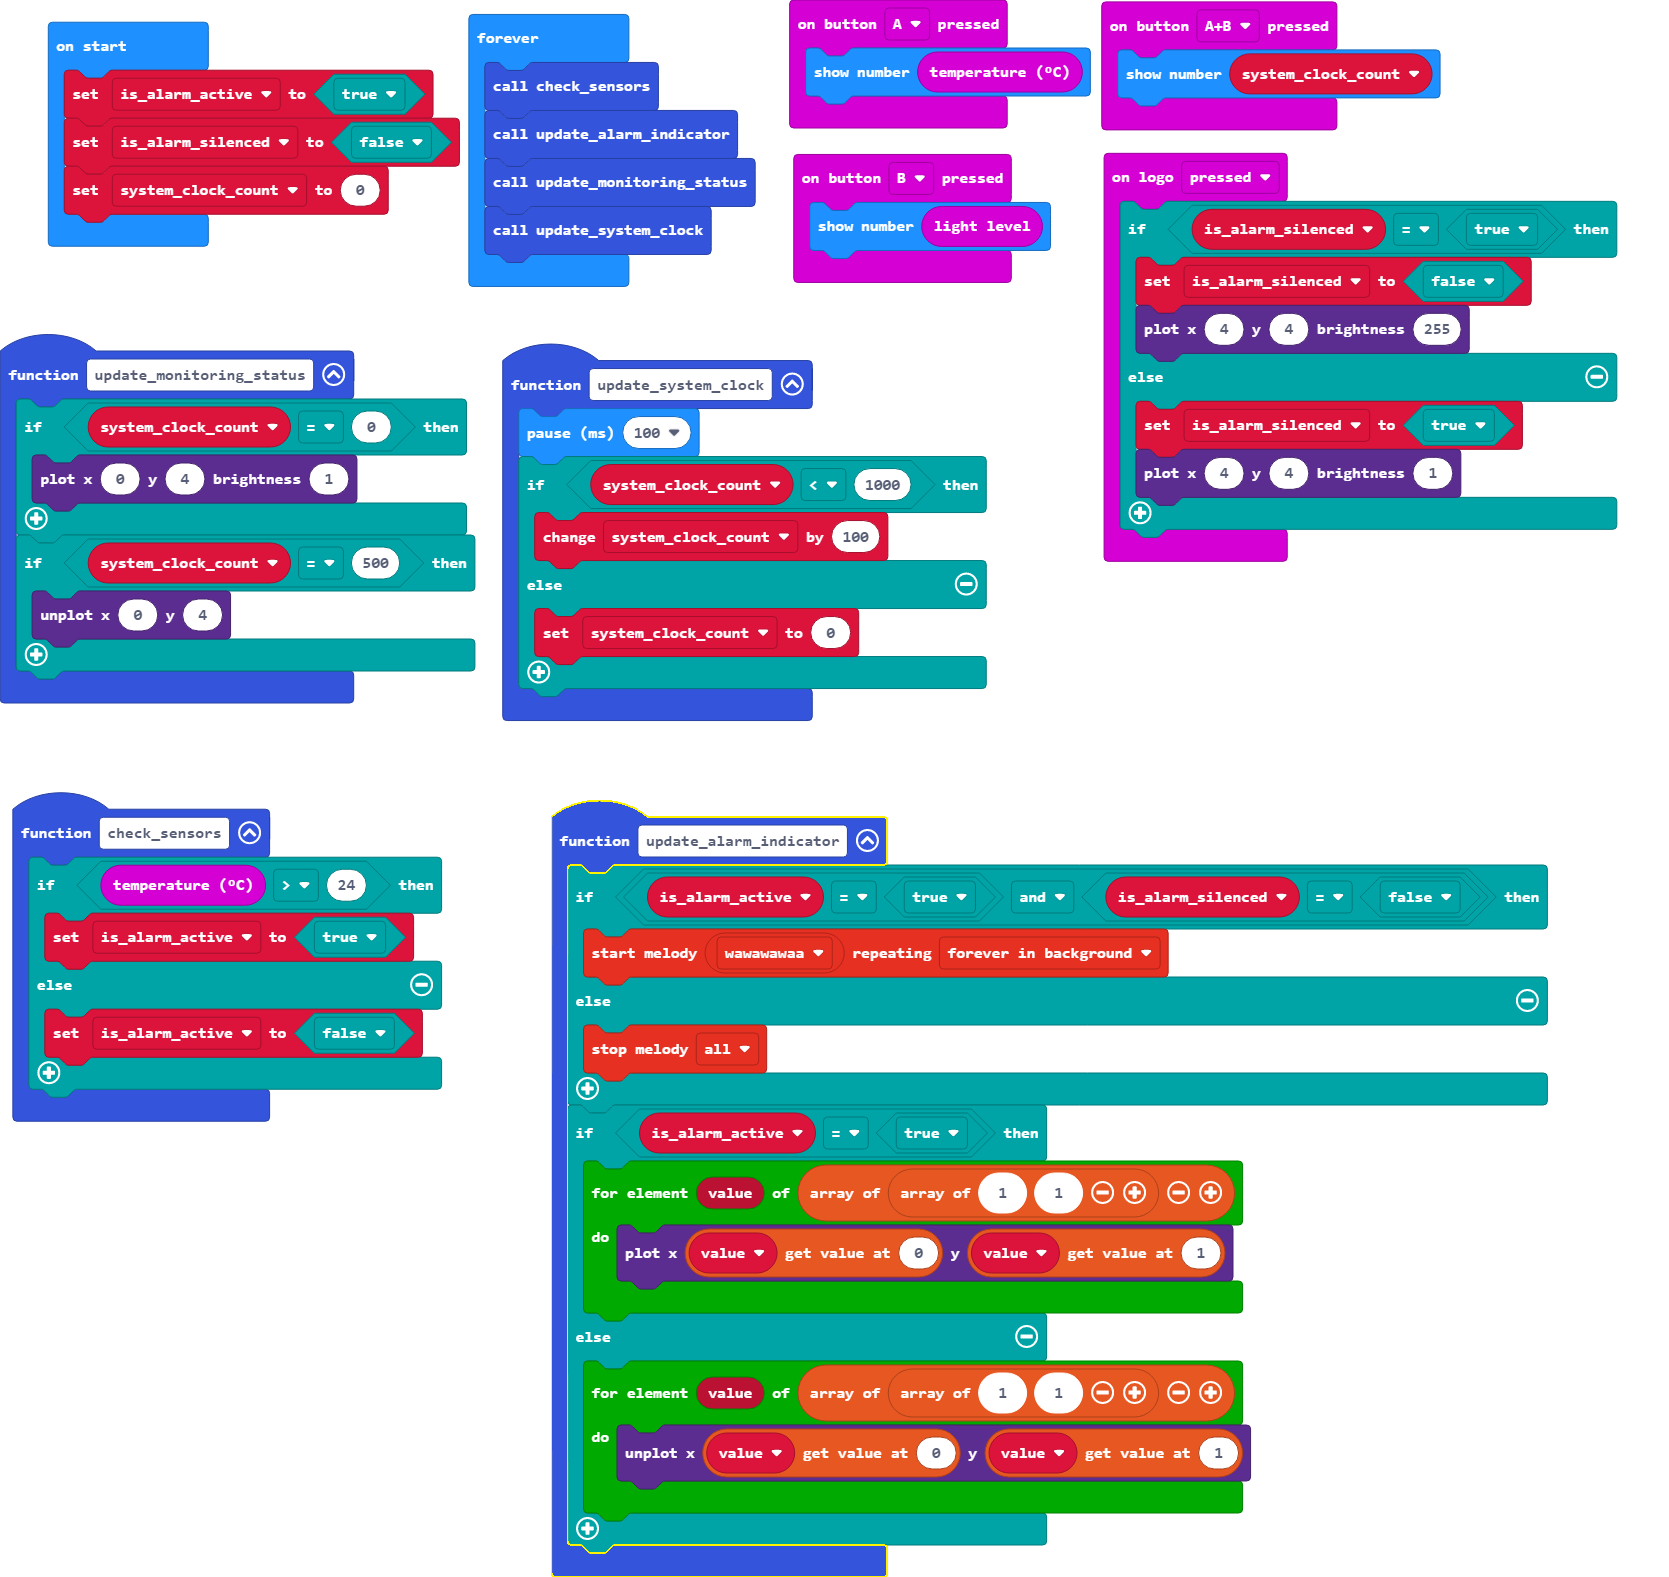 on start
set is_alarm_active to true
set is_alarm_silenced to false
set system_clock_count to 0
forever
call check_sensors
call update_alarm_indicator
call update_monitoring_status
call update_system_clock
on button A pressed
show number temperature (ºC)
on button A+B pressed
show number system_clock_count
on button B pressed
show number light level
on logo pressed
if is_alarm_silenced = true then
set is_alarm_silenced to false
plot x 4 y 4 brightness 255
else
set is_alarm_silenced to true
plot x 4 y 4 brightness 1
function update_monitoring_status
if system_clock_count = 0 then
plot x 0 y 4 brightness 1
if system_clock_count = 500 then
unplot x 0 y 4
function update_system_clock
pause (ms) 100
if system_clock_count < 1000 then
change system_clock_count by 100
else
set system_clock_count to 0
function check_sensors
if temperature (ºC) > 24 then
set is_alarm_active to true
else
set is_alarm_active to false
function update_alarm_indicator
if is_alarm_active = true and is_alarm_silenced = false then
start melody wawawawaa repeating forever in background
else
stop melody all
if is_alarm_active = true then
for element value of array of array of 1 1
do
plot x value get value at 0 y value get value at 1
else
for element value of array of array of 1 1
do
unplot x value get value at 0 y value get value at 1